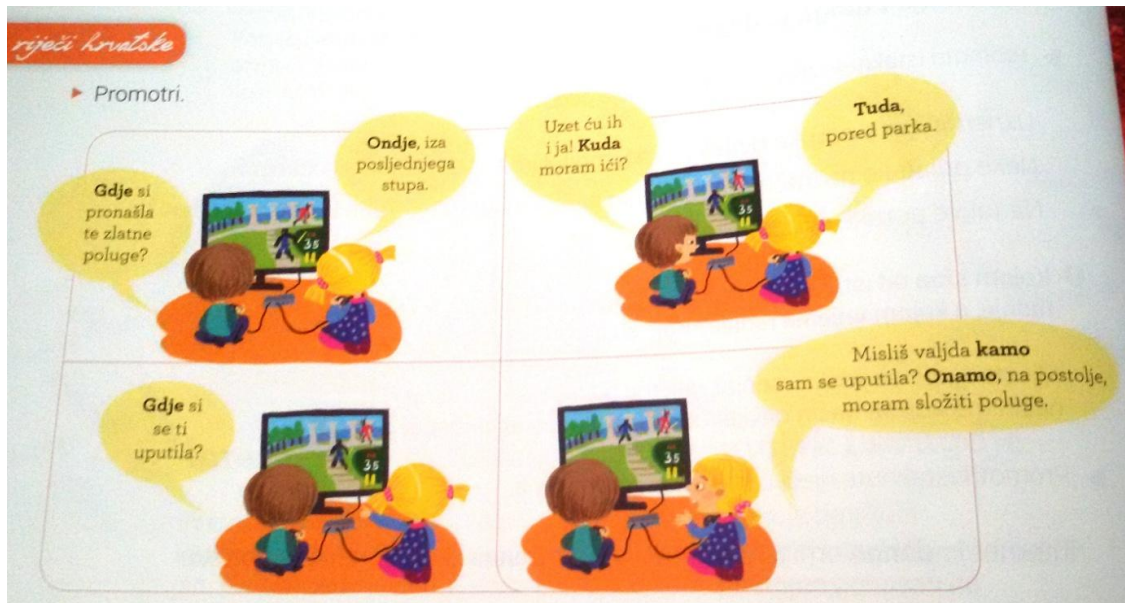 riječi hrvatske
Promotri.
Gdje si
pronašla
te zlatne
poluge?
Ondje, iza
posljednjega
stupa.
Uzet ću ih
i ja! Kuda
moram ići?
Tuda,
pored parka.
Gdje si
se ti
uputila?
Misliš valjda kamo
sam se uputila? Onamo, na postolje,
moram složiti poluge.
35
35
35
35